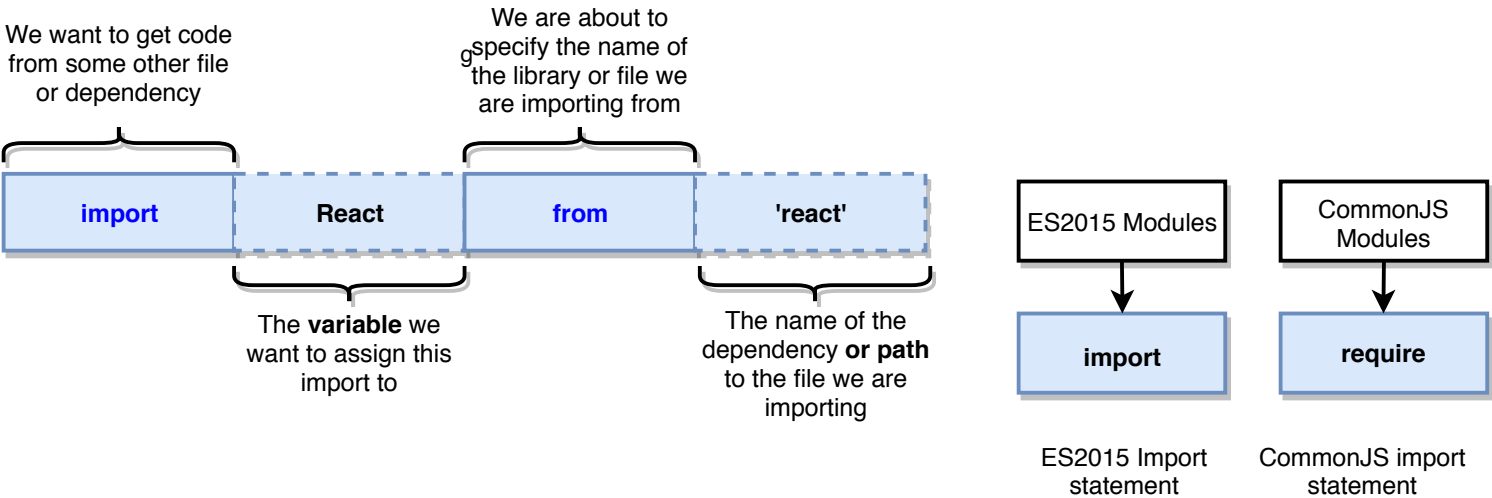 We want to get code
from some other file
or dependency
We are about to
g
specify the name of
the library or file we
are importing from
import
React
from
'react'
The variable we
want to assign this
import to
The name of the
dependency or path
to the file we are
importing
ES2015 Modules
CommonJS
Modules
import
require
ES2015 Import
statement
CommonJS import
statement